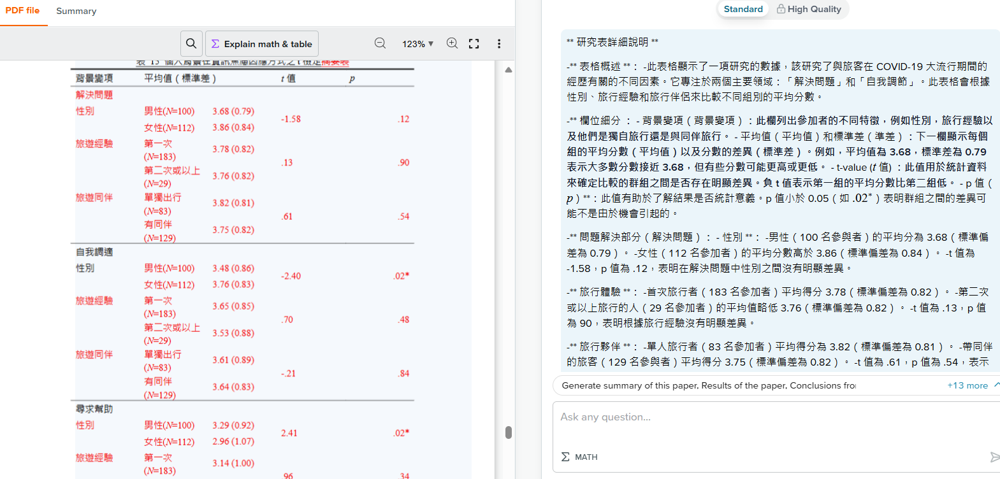 PDF file
Summary
Explain math & table
123%
表 15 個人背景在資訊焦慮因應方式之 t 檢定摘要表
背景變項 平均值(標準差) t 值 p
解決問題
性別 男性(N=100) 3.68 (0.79)
-1.58 .12
女性(N=112) 3.86 (0.84)
旅遊經驗 第一次
(N=183)
3.78 (0.82)
.13 .90
第二次或以上
(N=29)
3.76 (0.82)
旅遊同伴 單獨出行
(N=83)
3.82 (0.81)
.61 .54
有同伴
(N=129)
3.75 (0.82)
自我調適
性別 男性(N=100) 3.48 (0.86)
-2.40 .02*
女性(N=112) 3.76 (0.83)
旅遊經驗 第一次
(N=183)
3.65 (0.85)
.70 .48
第二次或以上
(N=29)
3.53 (0.88)
旅遊同伴 單獨出行
(N=83)
3.61 (0.89)
-.21 .84
有同伴
(N=129)
3.64 (0.83)
尋求幫助
性別 男性(N=100) 3.29 (0.92)
2.41 .02*
女性(N=112) 2.96 (1.07)
旅遊經驗 第一次
(N=183)
3.14 (1.00)
.96 .34
Standard
High Quality
** 研究表詳細說明 **
-** 表格概述 **: -此表格顯示了一項研究的數據,該研究了與旅客在 COVID-19 大流行期間的
經歷有關的不同因素。它專注於兩個主要領域:「解決問題」和「自我調節」。此表格會根據
性別、旅行經驗和旅行伴侶來比較不同組別的平均分數。
-** 欄位細分 : - 背景變項(背景變項):此欄列出參加者的不同特徵,例如性別,旅行經驗以
及他們是獨自旅行還是與同伴旅行。 - 平均值(平均值)和標準差(準差):下一欄顯示每個
組的平均分數(平均值)以及分數的差異(標準差)。例如,平均值為 3.68,標準差為 0.79
表示大多數分數接近 3.68,但有些分數可能更高或更低。 - t-value (t 值) :此值用於統計資料
來確定比較的群組之間是否存在明顯差異。負 t 值表示第一組的平均分數比第二組低。 - p 值(
p)**:此值有助於了解結果是否統計意義。p 值小於 0.05(如 .02*)表明群組之間的差異可
能不是由於機會引起的。
-** 問題解決部分(解決問題): - 性別 **: -男性(100 名參與者)的平均分為 3.68(標準偏
差為 0.79)。 -女性(112 名參加者)的平均分數高於 3.86(標準偏差為 0.84)。 -t 值為
-1.58,p 值為 .12,表明在解決問題中性別之間沒有明顯差異。
-** 旅行體驗 **: -首次旅行者(183 名參加者)平均得分 3.78(標準偏差為 0.82)。 -第二次
或以上旅行的人(29 名參加者)的平均值略低 3.76(標準偏差為 0.82)。 -t 值為 .13,p 值
為 90,表明根據旅行經驗沒有明顯差異。
-** 旅行夥伴 **: -單人旅行者(83 名參加者)平均得分為 3.82(標準偏差為 0.81)。 -帶同伴
的旅客(129 名參與者)平均得分 3.75(標準偏差為 0.82)。 -t 值為 .61,p 值為 .54,表示
Generate summary of this paper, Results of the paper, Conclusions fro
+13 more
Ask any question...
MATH